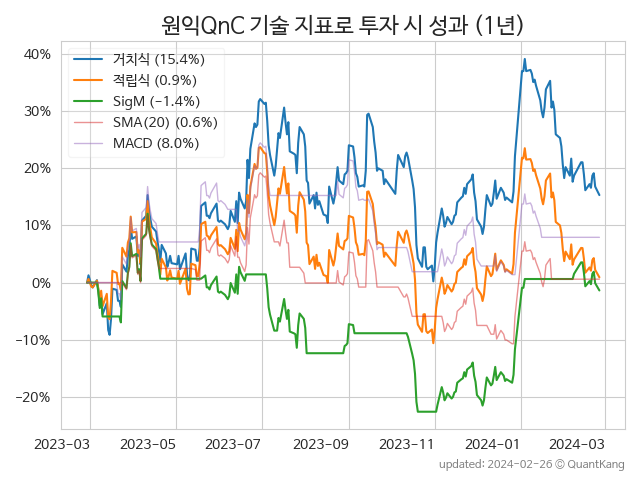 원익QnC 기술 지표로 투자 시 성과 (1년)
40%
30%
20%
10%
0%
−10%
−20%
거치식 (15.4%)
적립식 (0.9%)
SigM (−1.4%)
SMA(20) (0.6%)
MACD (8.0%)
2023−03 2023−05 2023−07 2023−09 2023−11 2024−01 2024−03
updated: 2024−02−26 ⓒ QuantKang